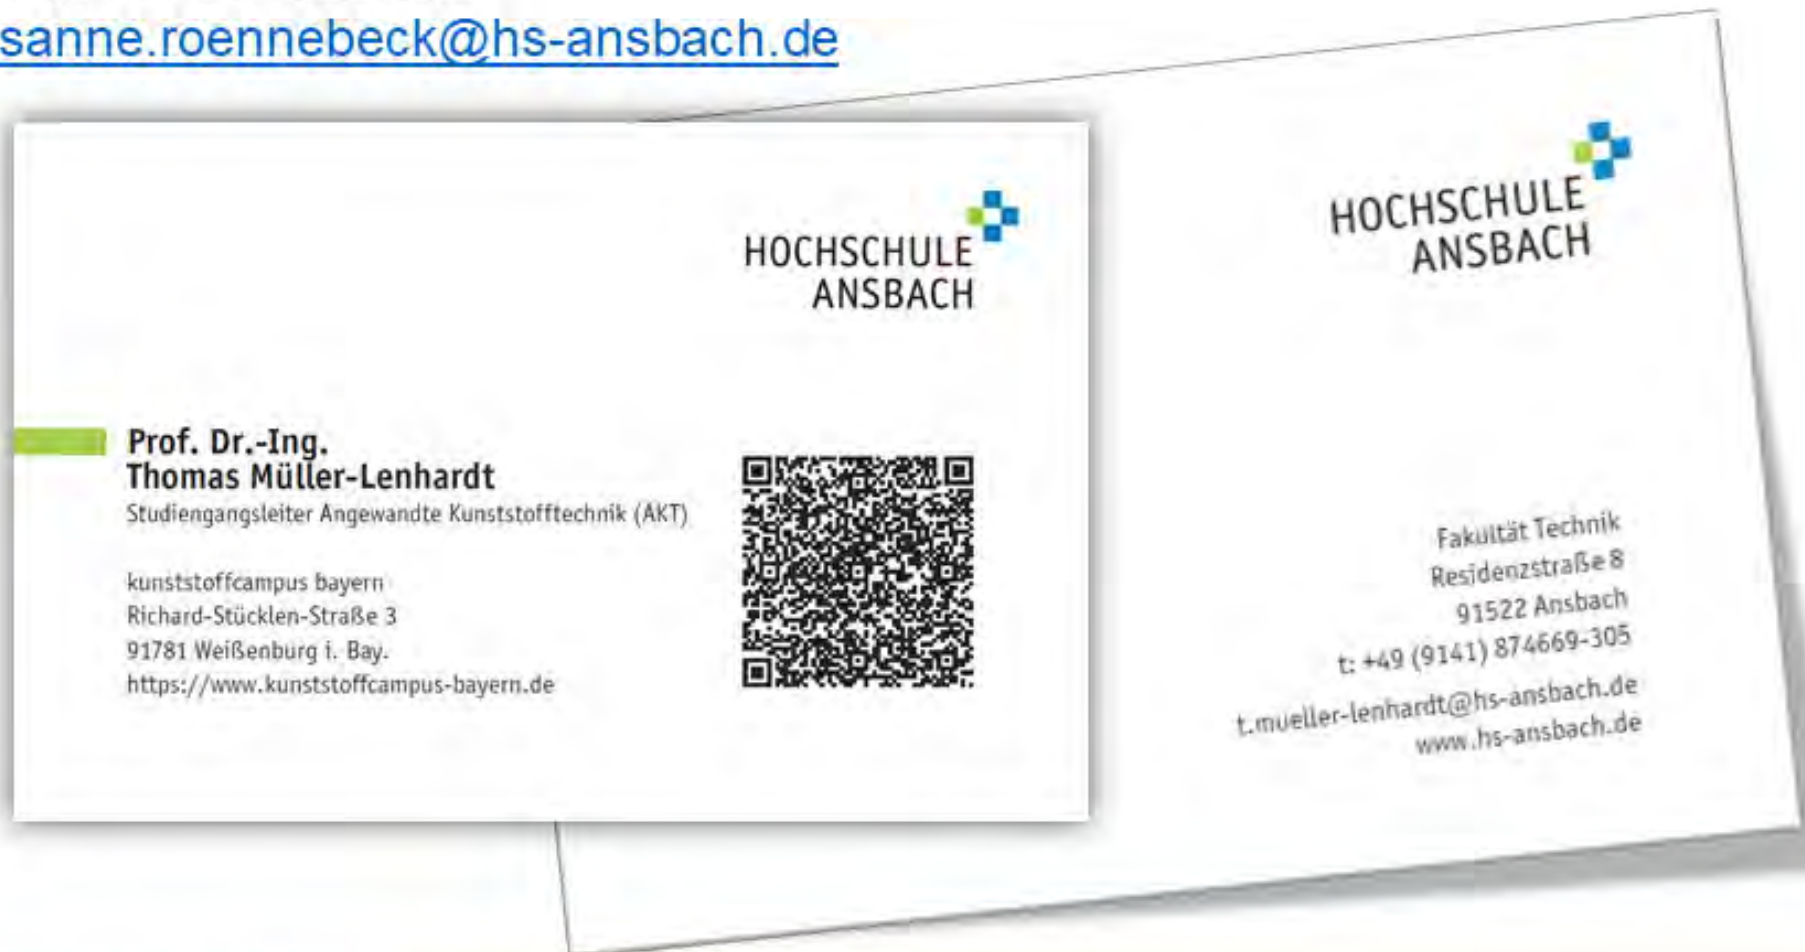 sanne.roennebeck@hs-ansbach.de
HOCHSCHULE
ANSBACH
Prof. Dr.-Ing.
Thomas Müller-Lenhardt
Studiengangsleiter Angewandte Kunststofftechnik (AKT)
kunststoffcampus bayern
Richard-Stücklen-Straße 3
91781 Weißenburg i. Bay.
https://www.kunststoffcampus-bayern.de
HOCHSCHULE
ANSBACH
Fakultät Technik
Residenzstraße 8
91522 Ansbach
t: +49 (9141) 874669-305
t.mueller-lenhardt@hs-ansbach.de
www.hs-ansbach.de